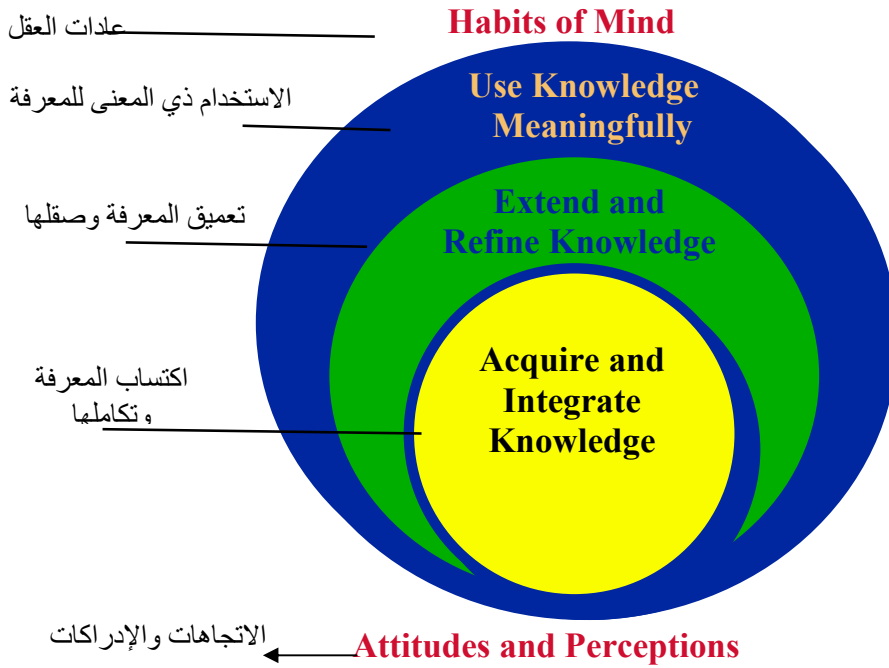 عادات العقل
Habits of Mind
الاستخدام ذي المعنى للمعرفة
Use Knowledge
Meaningfully
تعميق المعرفة وصقلها
Extend and
Refine Knowledge
اكتساب المعرفة
وتكاملها
Acquire and
Integrate
Knowledge
الاتجاهات والإدراكات
Attitudes and Perceptions